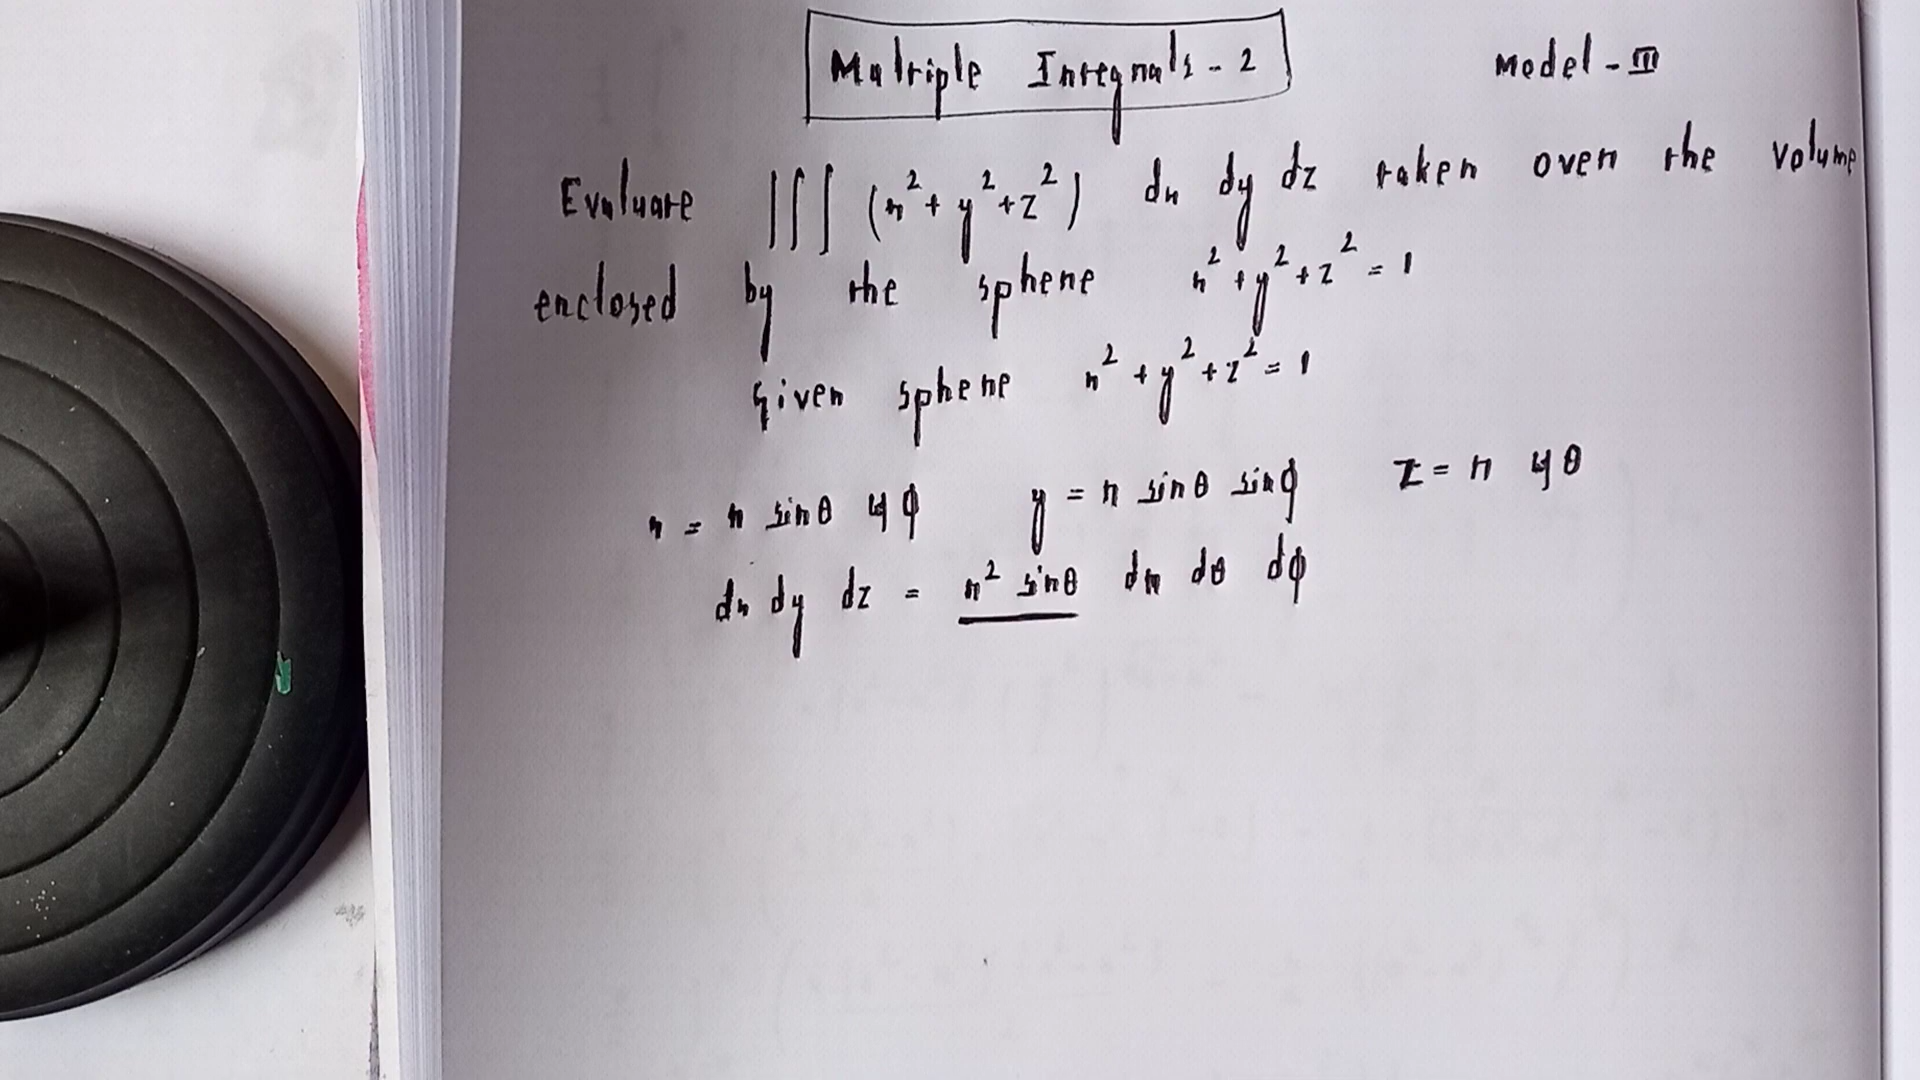 Multiple Integrals - 2
Model - III
Evaluate ∫∫∫ (x² + y² + z²) dx dy dz taken over the volume
enclosed by the sphere x² + y² + z² = 1
Given sphere x² + y² + z² = 1
x = r sinθ cosϕ y = r sinθ sinϕ z = r cosθ
dx dy dz = r² sinθ dr dθ dϕ